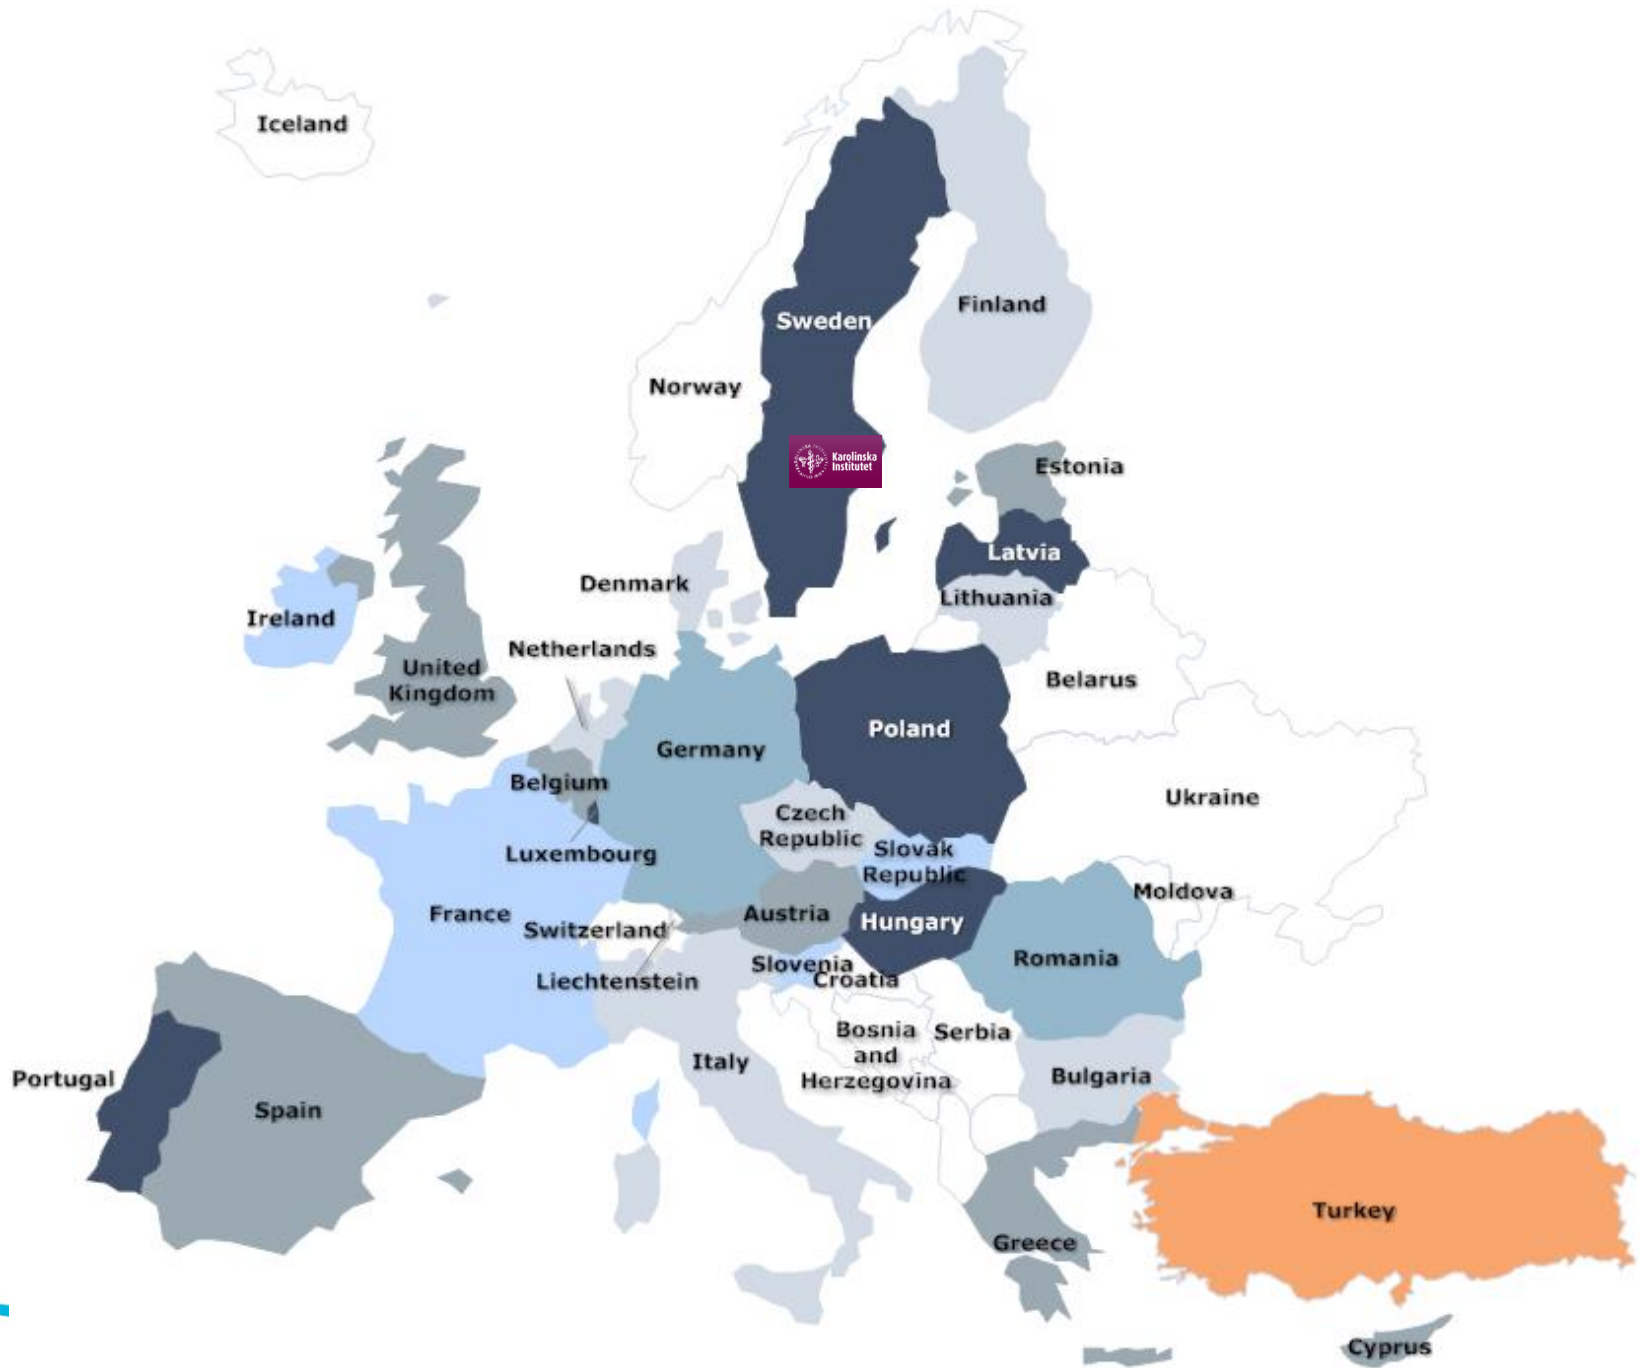 Iceland
Finland
Sweden
Norway
Karolinska
Institutet
Estonia
Latvia
Denmark
Lithuania
Ireland
Netherlands
United
Kingdom
Belarus
Poland
Germany
Belgium
Ukraine
Czech
Republic
Slovak
Republic
Luxembourg
Moldova
France
Austria
Switzerland
Hungary
Romania
Slovenia
Croatia
Liechtenstein
Bosnia
and
Herzegovina
Serbia
Italy
Bulgaria
Portugal
Spain
Turkey
Greece
Cyprus